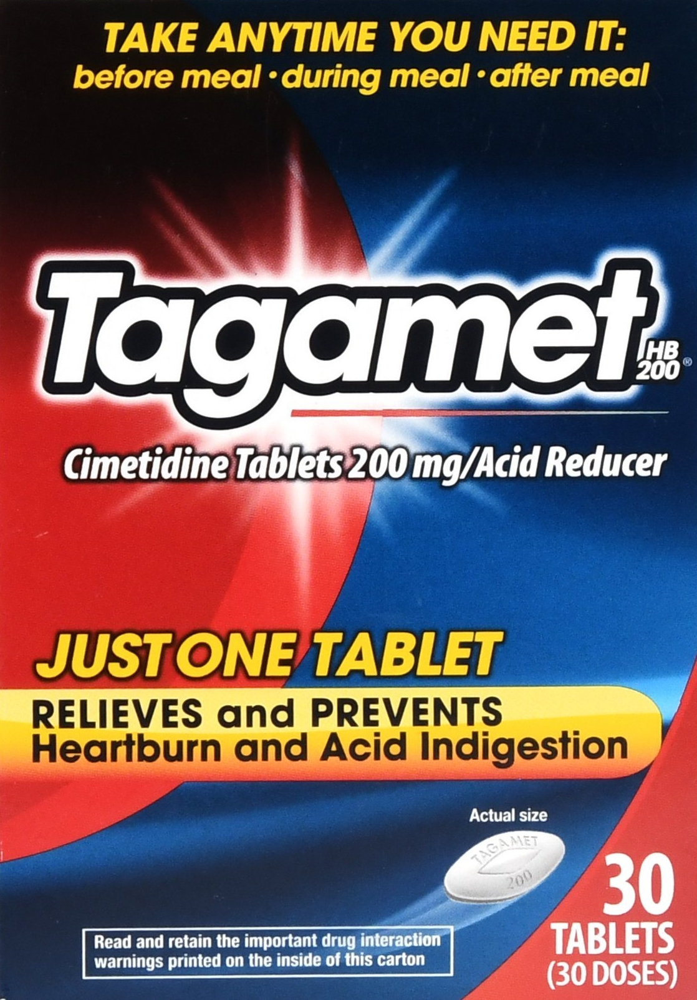 TAKE ANYTIME YOU NEED IT:
before meal • during meal • after meal
Tagamet
HB
200®
Cimetidine Tablets 200 mg/Acid Reducer
JUST ONE TABLET
RELIEVES and PREVENTS
Heartburn and Acid Indigestion
Actual size
TAGAMET
200
30
TABLETS
(30 DOSES)
Read and retain the important drug interaction
warnings printed on the inside of this carton